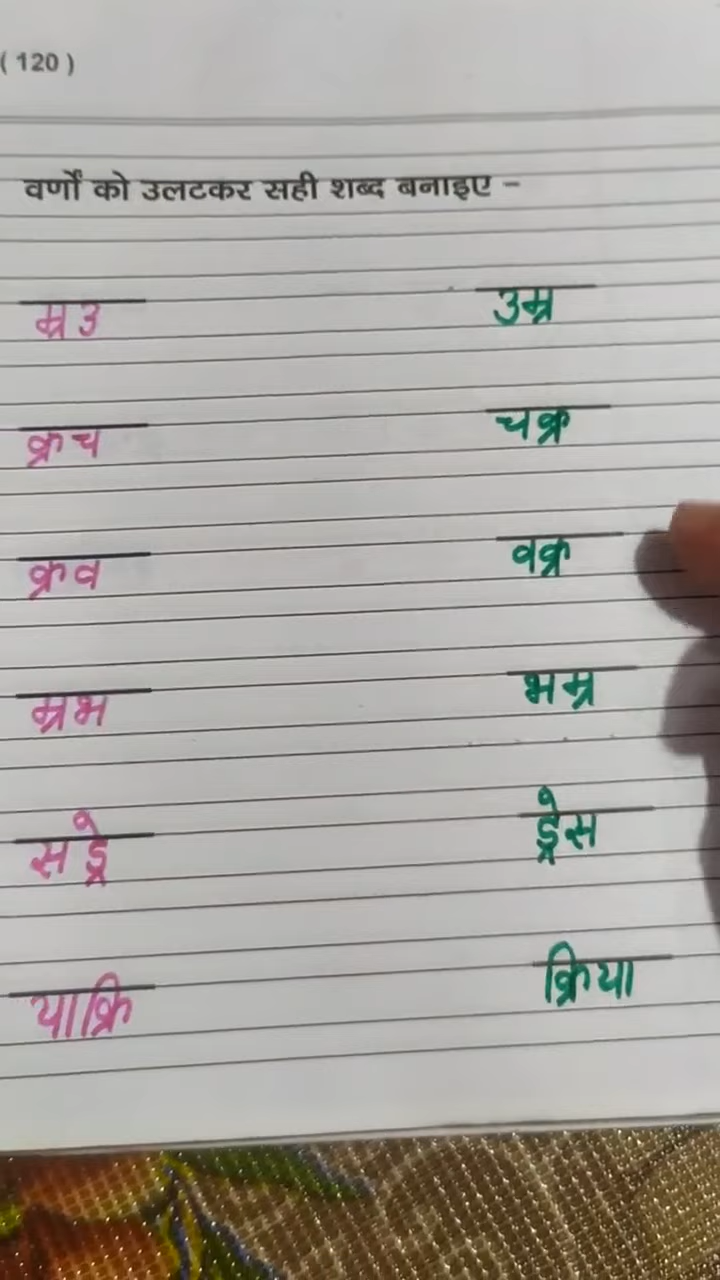 ( 120 )
वर्णों को उलटकर सही शब्द बनाइए –
म्रउ उम्र
क्रच चक्र
क्रव वक्र
म्रभ भम्र
सड्रे ड्रेस
याक्रि क्रिया